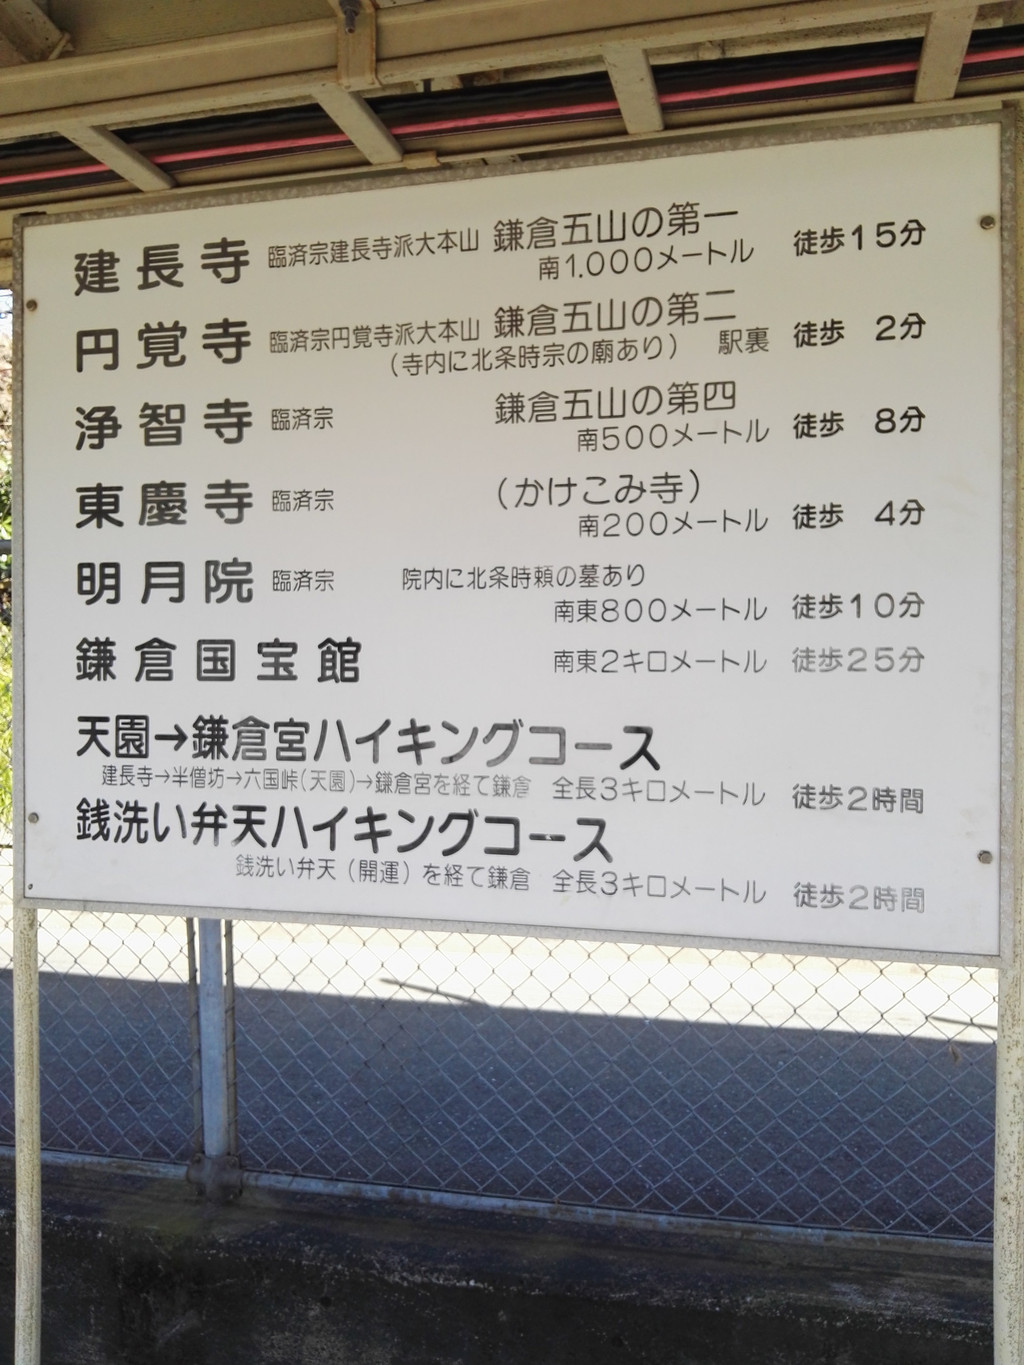 建長寺 臨済宗建長寺派大本山 鎌倉五山の第一
南1.000メートル 徒歩15分
円覚寺 臨済宗円覚寺派大本山 鎌倉五山の第二
（寺内に北条時宗の廟あり） 駅裏 徒歩 2分
浄智寺 臨済宗 鎌倉五山の第四
南500メートル 徒歩 8分
東慶寺 臨済宗 （かけこみ寺）
南200メートル 徒歩 4分
明月院 臨済宗 院内に北条時頼の墓あり
南東800メートル 徒歩10分
鎌倉国宝館 南東2キロメートル 徒歩25分
天園→鎌倉宮ハイキングコース
建長寺→半僧坊→六国峠(天園)→鎌倉宮を経て鎌倉 全長3キロメートル 徒歩2時間
銭洗い弁天ハイキングコース
銭洗い弁天（開運）を経て鎌倉 全長3キロメートル 徒歩2時間